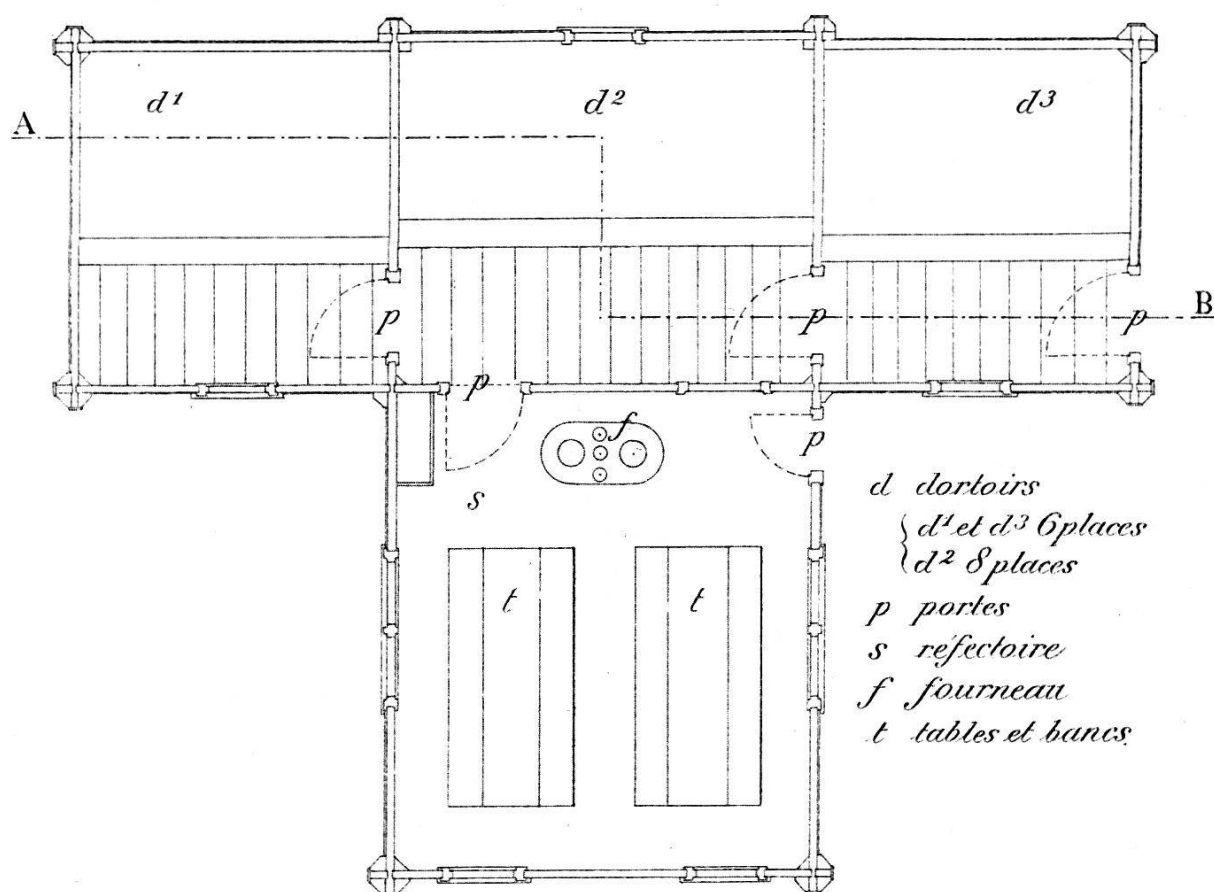 d¹ d² d³
A
B
p p p
p
f
p
s
t t
d dortoirs
d¹ et d³ 6 places
d² 8 places
p portes
s réfectoire
f fourneau
t tables et bancs.